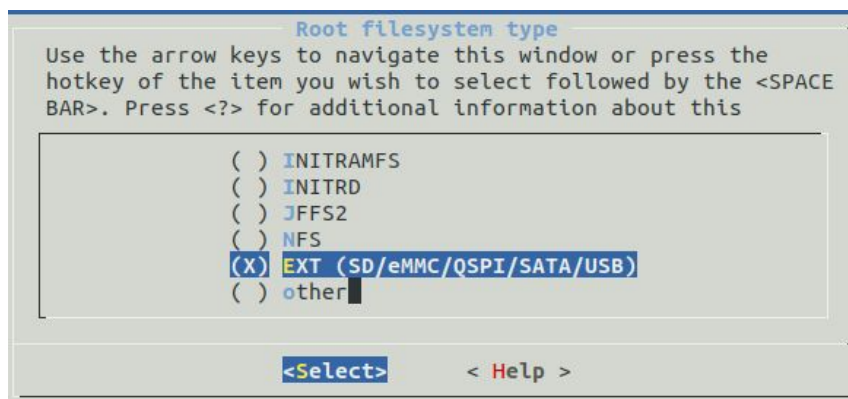 Root filesystem type
Use the arrow keys to navigate this window or press the
hotkey of the item you wish to select followed by the <SPACE
BAR>. Press <?> for additional information about this
( ) INITRAMFS
( ) INITRD
( ) JFFS2
( ) NFS
(X) EXT (SD/eMMC/QSPI/SATA/USB)
( ) other
<Select> < Help >